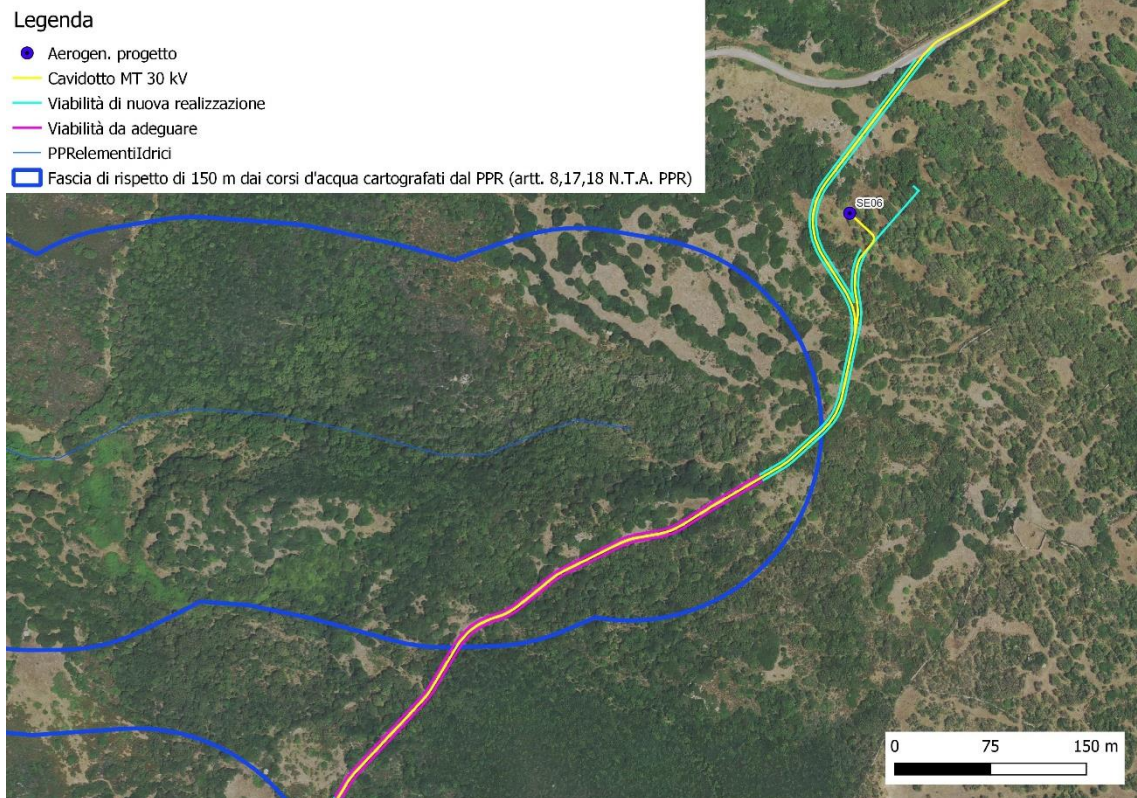 Legenda
Aerogen. progetto
Cavidotto MT 30 kV
Viabilità di nuova realizzazione
Viabilità da adeguare
PPRelementiIdrici
Fascia di rispetto di 150 m dai corsi d'acqua cartografati dal PPR (artt. 8,17,18 N.T.A. PPR)
SE06
0 75 150 m